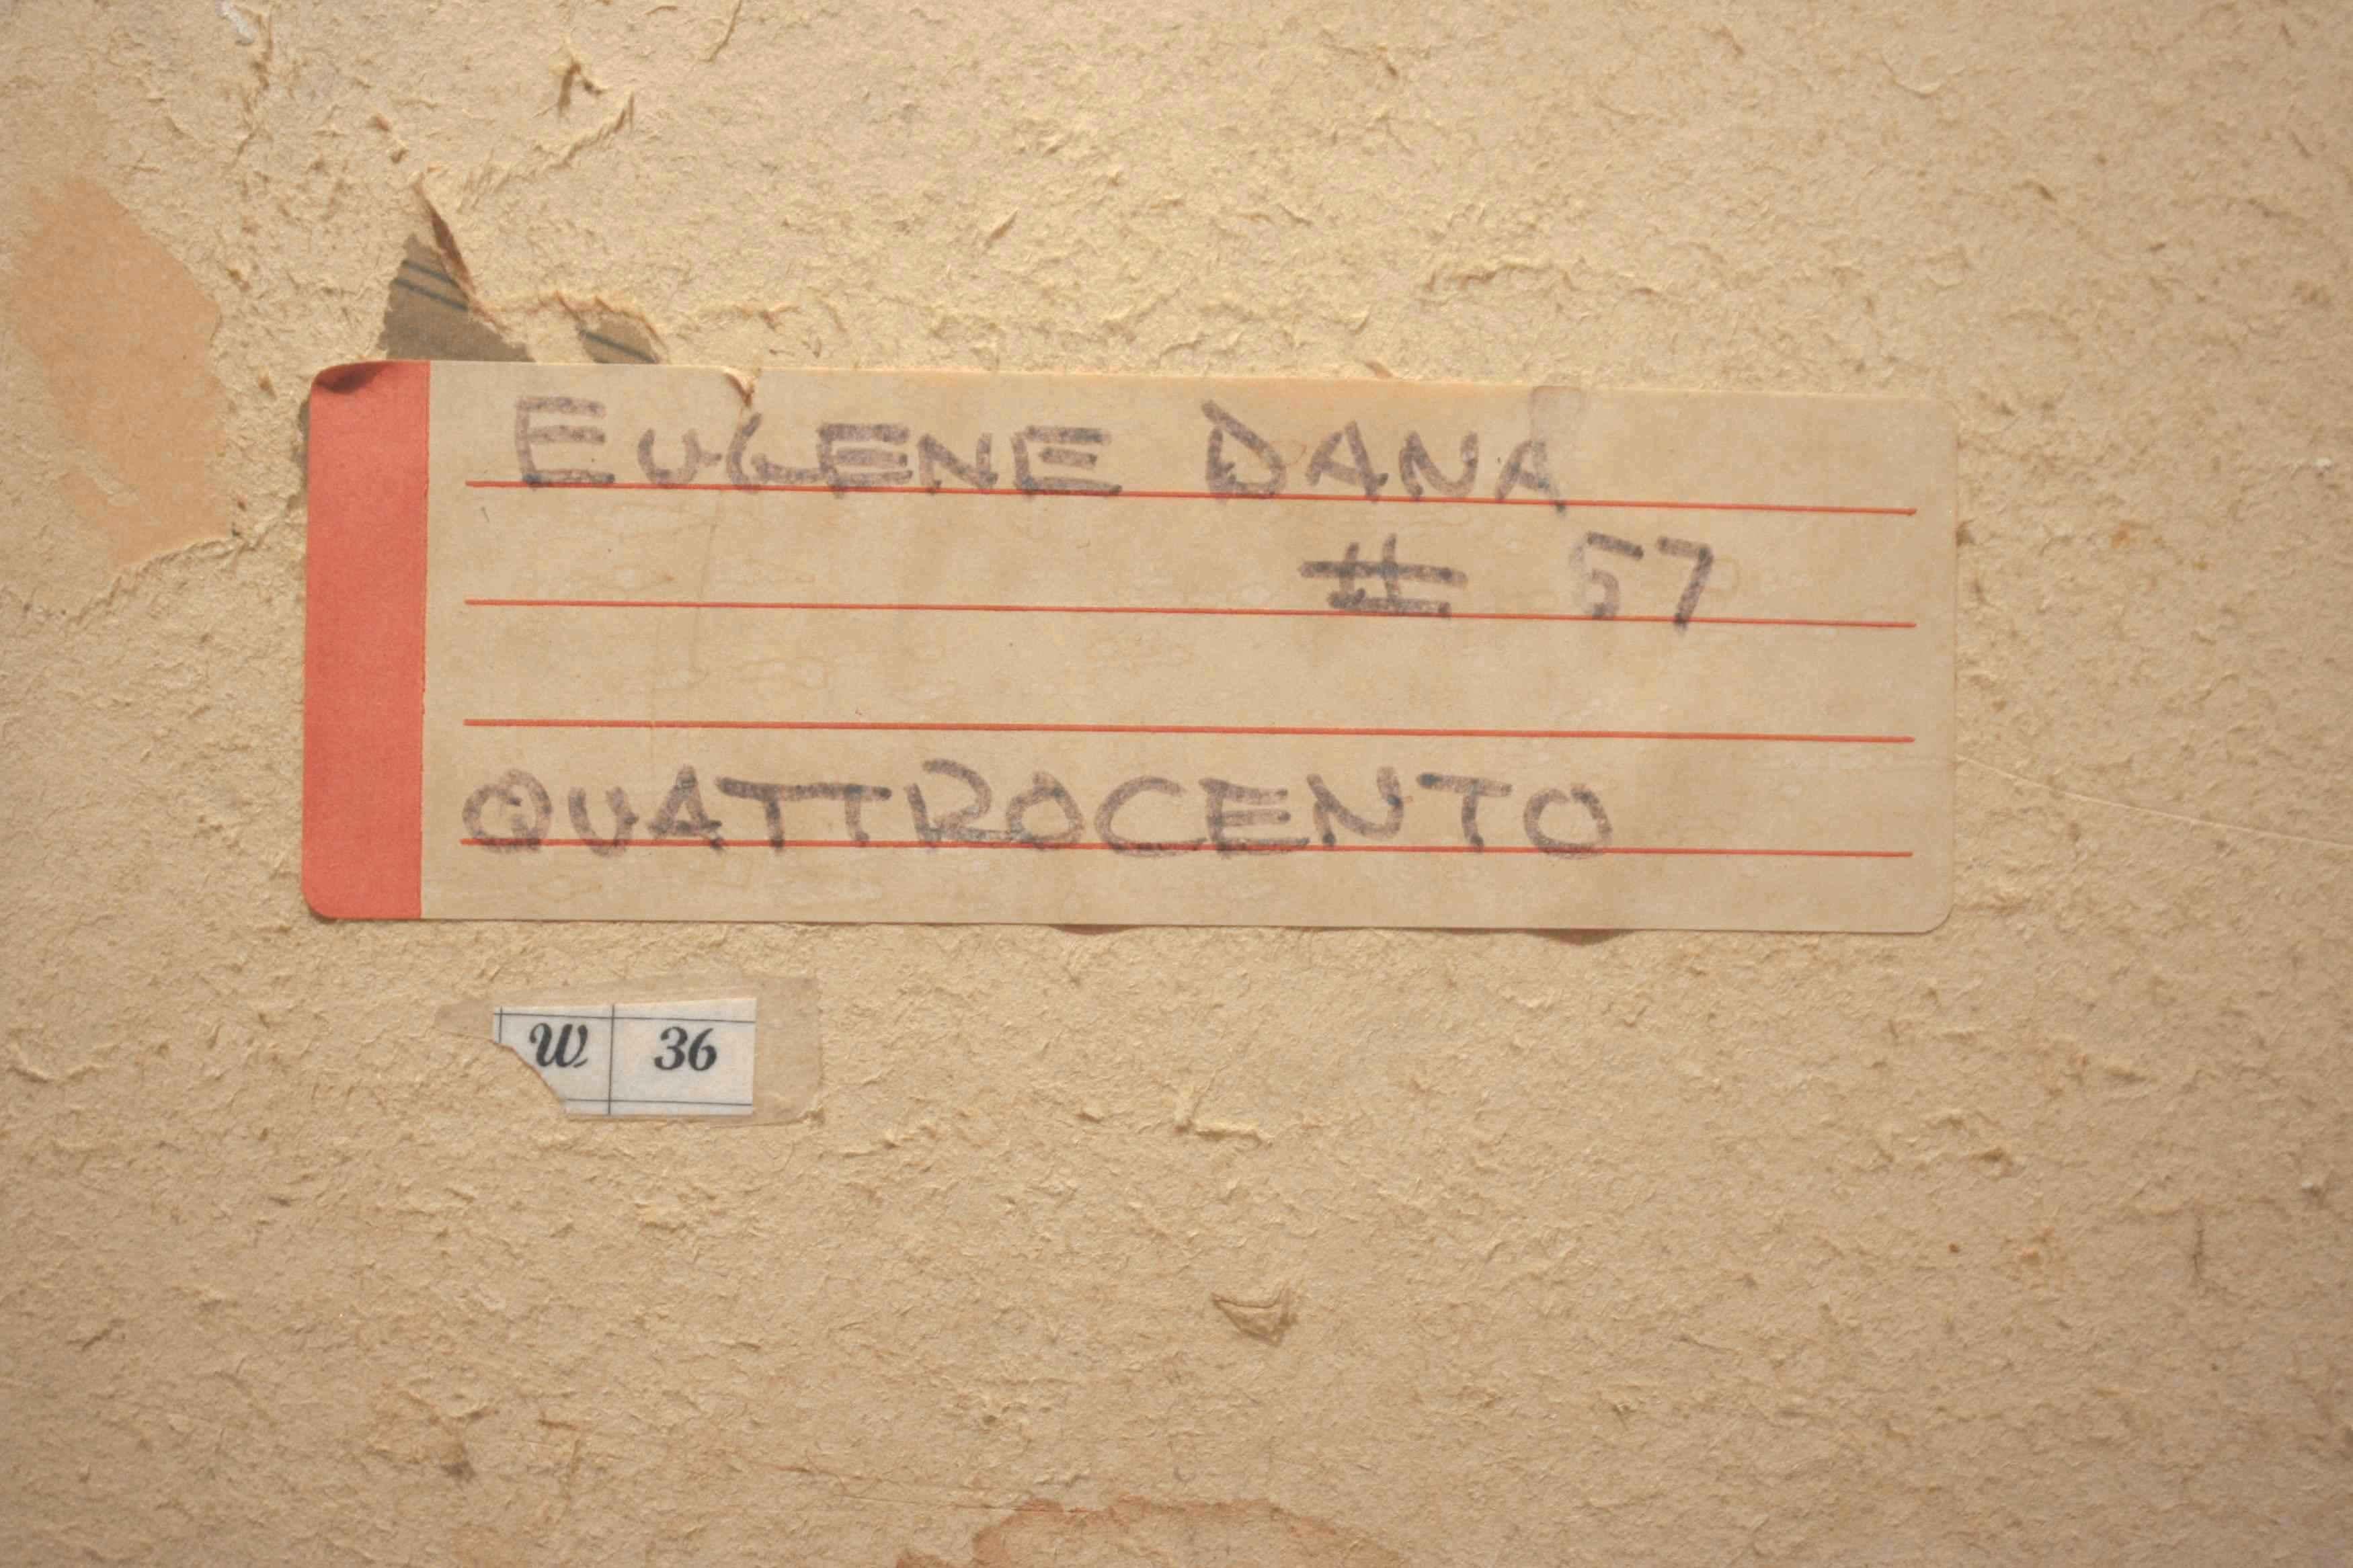 EUGENE DANA
# 57
QUATTROCENTO
W 36